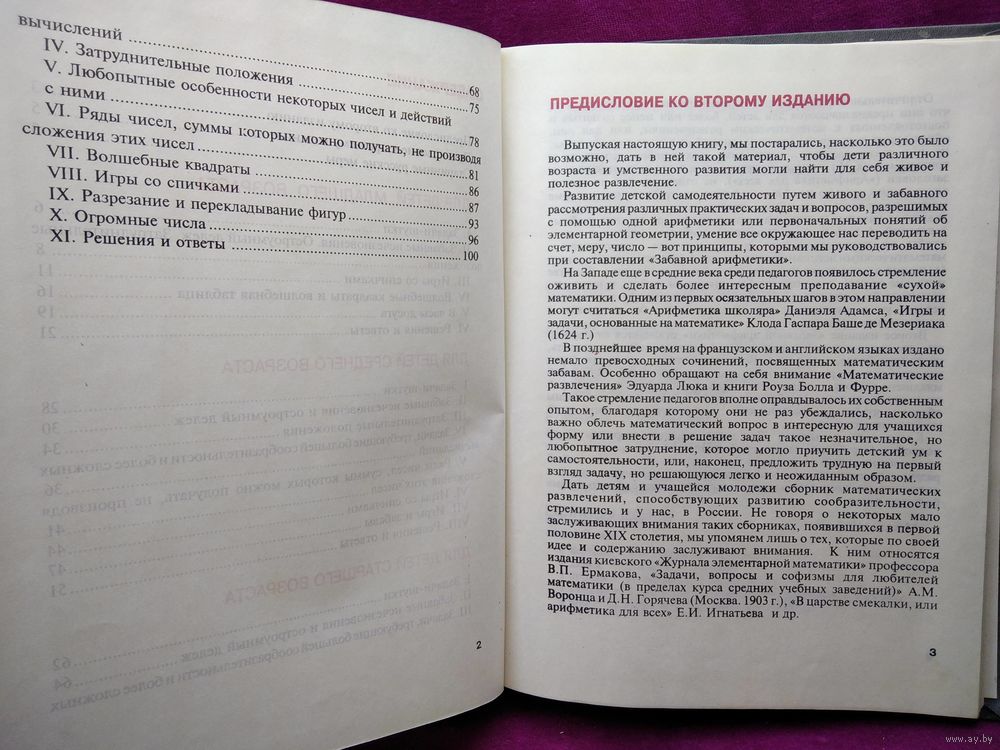 вычислений
IV. Затруднительные положения 68
V. Любопытные особенности некоторых чисел и действий
с ними 75
VI. Ряды чисел, суммы которых можно получать, не производя 78
сложения этих чисел 81
VII. Волшебные квадраты 86
VIII. Игры со спичками 87
IX. Разрезание и перекладывание фигур 93
X. Огромные числа 96
XI. Решения и ответы 100
2
ПРЕДИСЛОВИЕ КО ВТОРОМУ ИЗДАНИЮ
Выпуская настоящую книгу, мы постарались, насколько это было
возможно, дать в ней такой материал, чтобы дети различного
возраста и умственного развития могли найти для себя живое и
полезное развлечение.
Развитие детской самодеятельности путем живого и забавного
рассмотрения различных практических задач и вопросов, разрешимых
с помощью одной арифметики или первоначальных понятий об
элементарной геометрии, умение все окружающее нас переводить на
счет, меру, число — вот принципы, которыми мы руководствовались
при составлении «Забавной арифметики».
На Западе еще в средние века среди педагогов появилось стремление
оживить и сделать более интересным преподавание «сухой»
математики. Одним из первых осязательных шагов в этом направлении
могут считаться «Арифметика школяра» Даниэля Адамса, «Игры и
задачи, основанные на математике» Клода Гаспара Баше де Мезериака
(1624 г.)
В позднейшее время на французском и английском языках издано
немало превосходных сочинений, посвященных математическим
забавам. Особенно обращают на себя внимание «Математические
развлечения» Эдуарда Люка и книги Роуза Болла и Фурре.
Такое стремление педагогов вполне оправдывалось их собственным
опытом, благодаря которому они не раз убеждались, насколько
важно облечь математический вопрос в интересную для учащихся
форму или внести в решение задач такое незначительное, но
любопытное затруднение, которое могло приучить детский ум к
самостоятельности, или, наконец, предложить трудную на первый
взгляд задачу, но решающуюся легко и неожиданным образом.
Дать детям и учащейся молодежи сборник математических
развлечений, способствующих развитию сообразительности,
стремились и у нас, в России. Не говоря о некоторых мало
заслуживающих внимания таких сборниках, появившихся в первой
половине XIX столетия, мы упомянем лишь о тех, которые по своей
идее и содержанию заслуживают внимания. К ним относятся
издания киевского «Журнала элементарной математики» профессора
В.П. Ермакова, «Задачи, вопросы и софизмы для любителей
математики (в пределах курса средних учебных заведений)» А.М.
Воронца и Д.Н. Горячева (Москва. 1903 г.), «В царстве смекалки, или
арифметика для всех» Е.И. Игнатьева и др.
3
www.ay.by